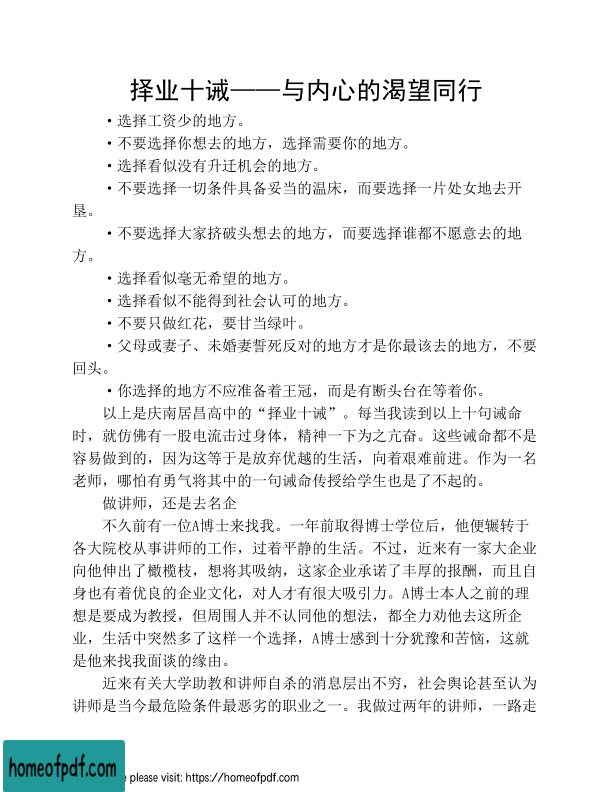 择业十诫——与内心的渴望同行
·选择工资少的地方。
·不要选择你想去的地方，选择需要你的地方。
·选择看似没有升迁机会的地方。
·不要选择一切条件具备妥当的温床，而要选择一片处女地去开
垦。
·不要选择大家挤破头想去的地方，而要选择谁都不愿意去的地
方。
·选择看似毫无希望的地方。
·选择看似不能得到社会认可的地方。
·不要只做红花，要甘当绿叶。
·父母或妻子、未婚妻誓死反对的地方才是你最该去的地方，不要
回头。
·你选择的地方不应准备着王冠，而是有断头台在等着你。
以上是庆南居昌高中的“择业十诫”。每当我读到以上十句诫命
时，就仿佛有一股电流击过身体，精神一下为之亢奋。这些诫命都不是
容易做到的，因为这等于是放弃优越的生活，向着艰难前进。作为一名
老师，哪怕有勇气将其中的一句诫命传授给学生也是了不起的。
做讲师，还是去名企
不久前有一位A博士来找我。一年前取得博士学位后，他便辗转于
各大院校从事讲师的工作，过着平静的生活。不过，近来有一家大企业
向他伸出了橄榄枝，想将其吸纳，这家企业承诺了丰厚的报酬，而且自
身也有着优良的企业文化，对人才有很大吸引力。A博士本人之前的理
想是要成为教授，但周围人并不认同他的想法，都全力劝他去这所企
业，生活中突然多了这样一个选择，A博士感到十分犹豫和苦恼，这就
是他来找我面谈的缘由。
近来有关大学助教和讲师自杀的消息层出不穷，社会舆论甚至认为
讲师是当今最危险条件最恶劣的职业之一。我做过两年的讲师，一路走
homeofpdf.com
e please visit: https://homeofpdf.com